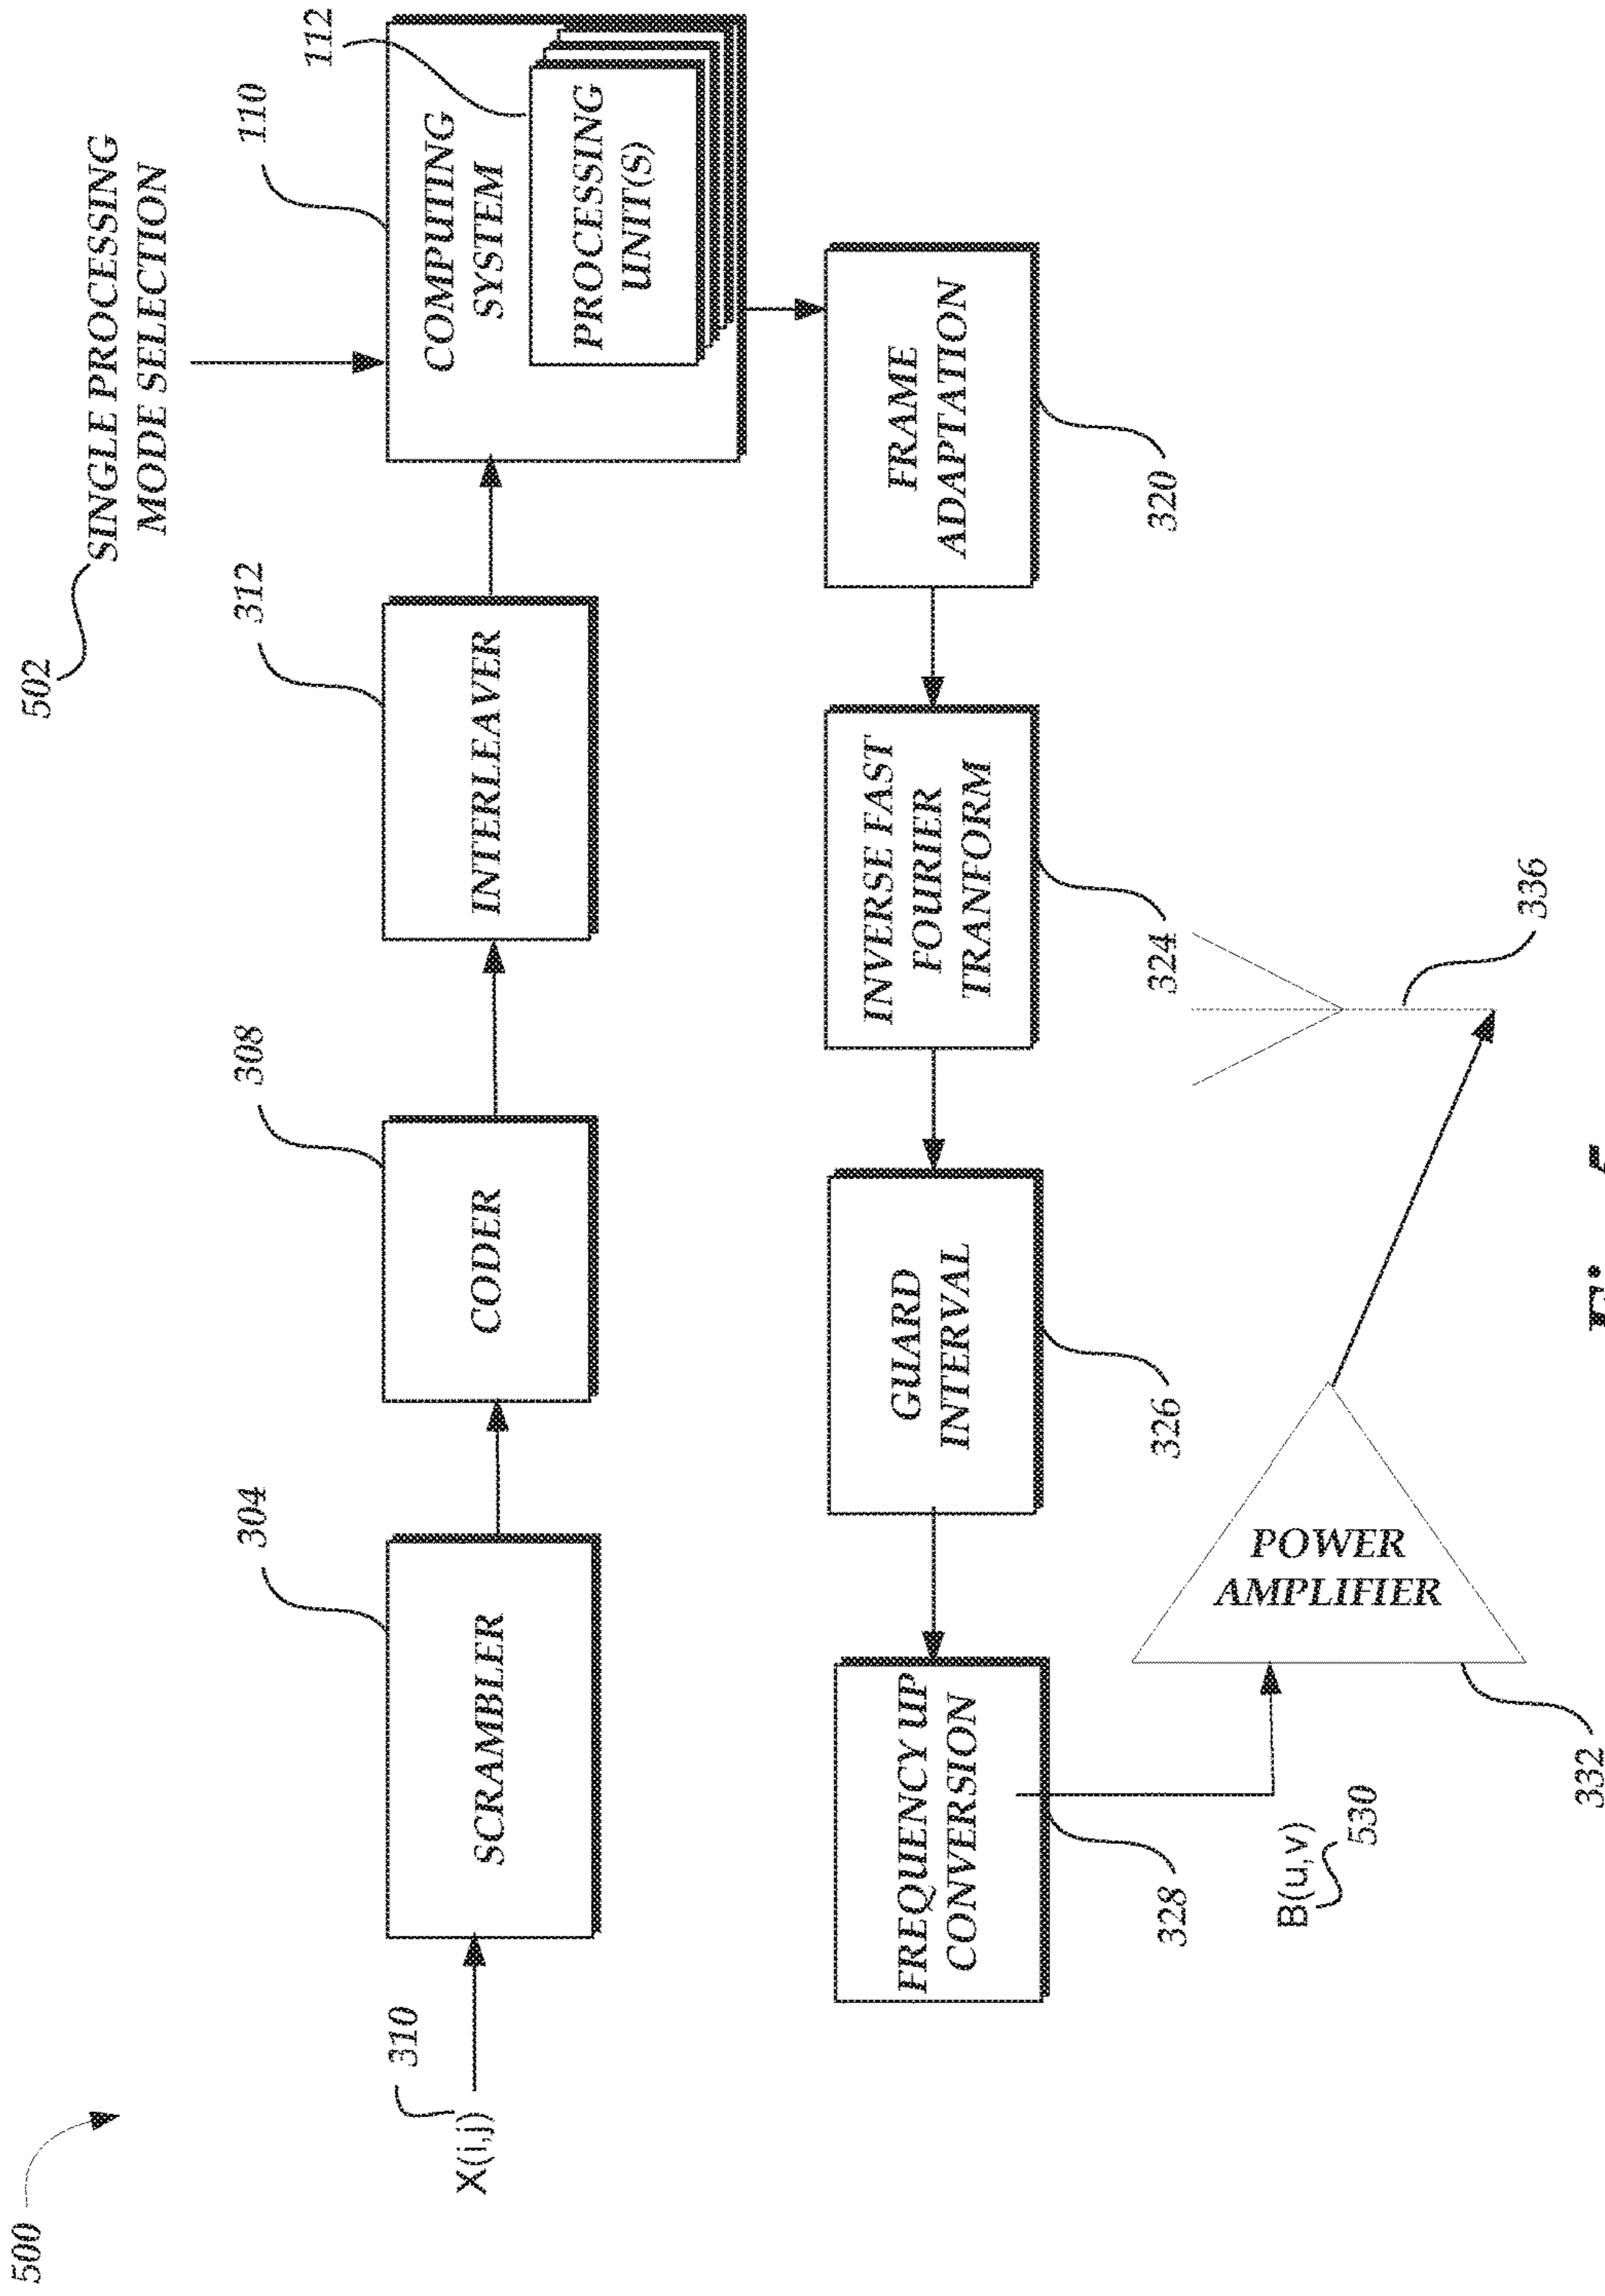 500
502
SINGLE PROCESSING
MODE SELECTION
X(i,j)
310
304
SCRAMBLER
308
CODER
312
INTERLEAVER
110
COMPUTING
SYSTEM
112
PROCESSING
UNIT(S)
FRAME
ADAPTATION
320
INVERSE FAST
FOURIER
TRANFORM
324
GUARD
INTERVAL
326
FREQUENCY UP
CONVERSION
328
B(u,v)
530
POWER
AMPLIFIER
332
336